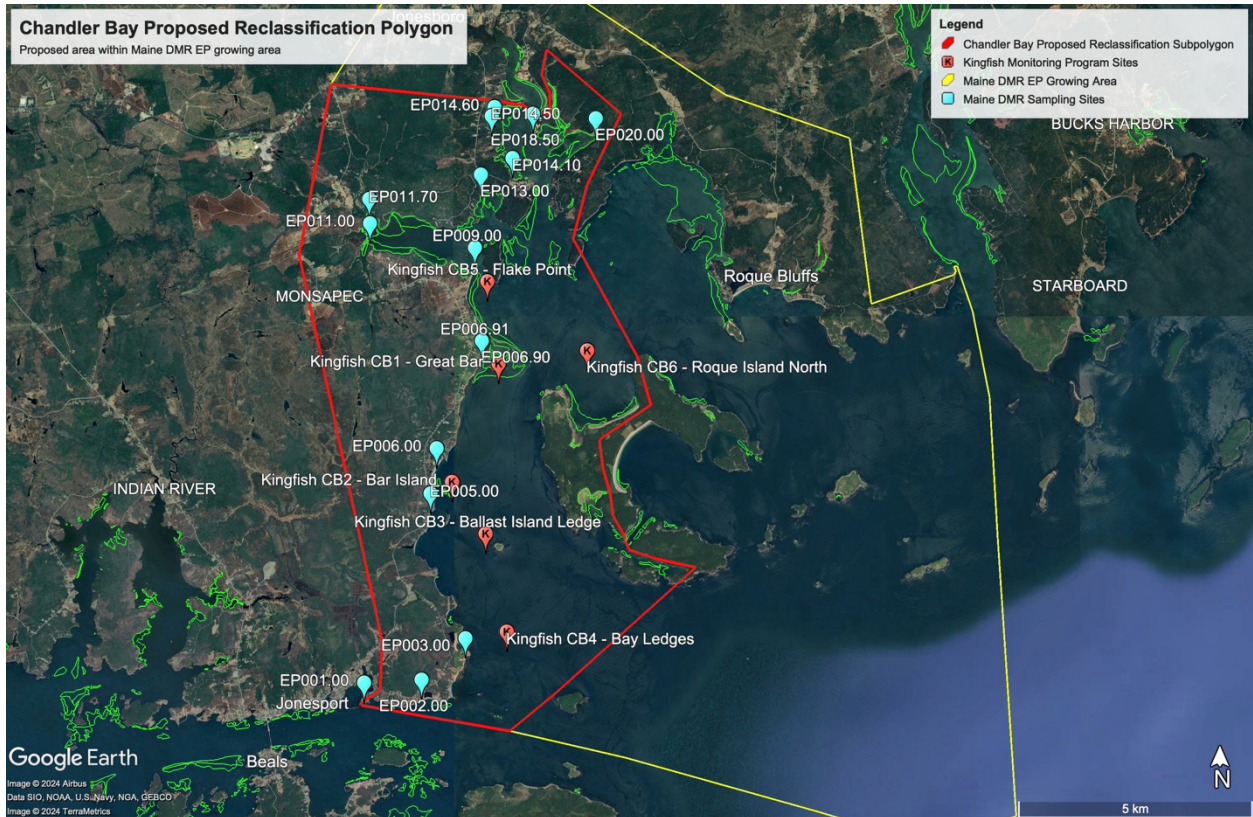 Jonesboro
Chandler Bay Proposed Reclassification Polygon
Proposed area within Maine DMR EP growing area
Legend
Chandler Bay Proposed Reclassification Subpolygon
K Kingfish Monitoring Program Sites
Maine DMR EP Growing Area
Maine DMR Sampling Sites
EP014.60
EP014.50
EP020.00
BUCKS HARBOR
EP018.50
EP014.10
EP013.00
EP011.70
EP011.00
EP009.00
Kingfish CB5 - Flake Point
K
MONSAPEC
Roque Bluffs
STARBOARD
EP006.91
Kingfish CB1 - Great Bar
EP006.90
K
K
Kingfish CB6 - Roque Island North
EP006.00
Kingfish CB2 - Bar Island
K
INDIAN RIVER
EP005.00
Kingfish CB3 - Ballast Island Ledge
K
K
Kingfish CB4 - Bay Ledges
EP003.00
EP001.00
Jonesport
EP002.00
Google Earth
Beals
Image © 2024 Airbus
Data SIO, NOAA, U.S. Navy, NGA, GEBCO
Image © 2024 TerraMetrics
N
5 km